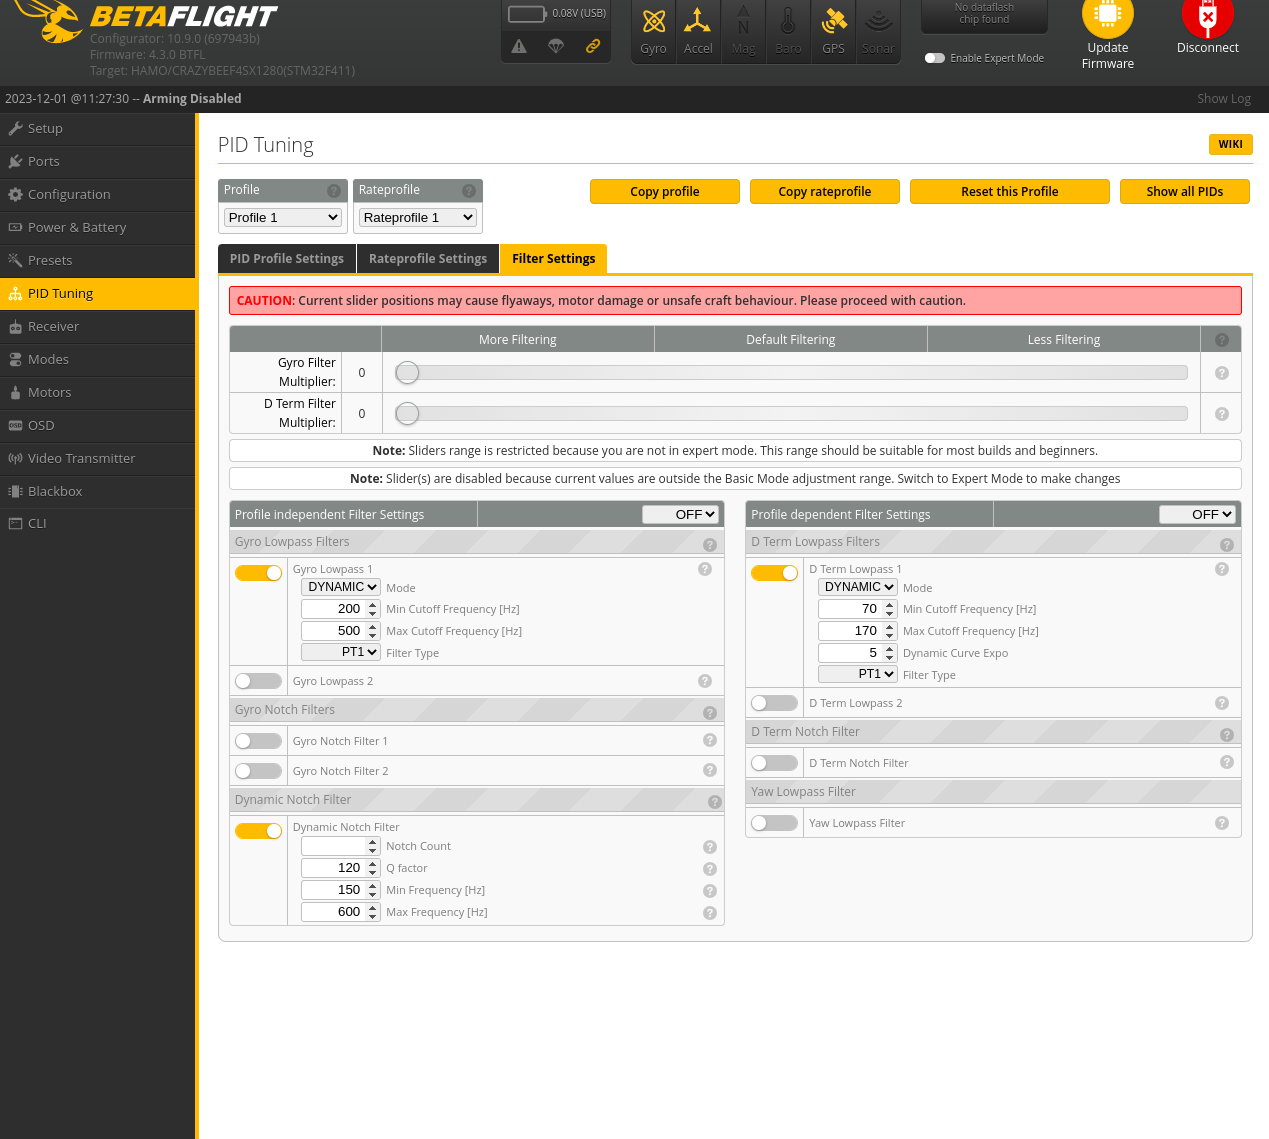 BETAFLIGHT
Configurator: 10.9.0 (697943b)
Firmware: 4.3.0 BTFL
Target: HAMO/CRAZYBEEF4SX1280(STM32F411)
0.08V (USB)
Gyro Accel Mag Baro GPS Sonar
No dataflash
chip found
Enable Expert Mode
Update
Firmware
Disconnect
2023-12-01 @11:27:30 -- Arming Disabled
Show Log
Setup
Ports
Configuration
Power & Battery
Presets
PID Tuning
Receiver
Modes
Motors
OSD
Video Transmitter
Blackbox
CLI
PID Tuning
WIKI
Profile
Profile 1
Rateprofile
Rateprofile 1
Copy profile
Copy rateprofile
Reset this Profile
Show all PIDs
PID Profile Settings
Rateprofile Settings
Filter Settings
CAUTION: Current slider positions may cause flyaways, motor damage or unsafe craft behaviour. Please proceed with caution.
More Filtering Default Filtering Less Filtering
Gyro Filter
Multiplier: 0
D Term Filter
Multiplier: 0
Note: Sliders range is restricted because you are not in expert mode. This range should be suitable for most builds and beginners.
Note: Slider(s) are disabled because current values are outside the Basic Mode adjustment range. Switch to Expert Mode to make changes
Profile independent Filter Settings OFF
Gyro Lowpass Filters
Gyro Lowpass 1
DYNAMIC Mode
200 Min Cutoff Frequency [Hz]
500 Max Cutoff Frequency [Hz]
PT1 Filter Type
Gyro Lowpass 2
Gyro Notch Filters
Gyro Notch Filter 1
Gyro Notch Filter 2
Dynamic Notch Filter
Dynamic Notch Filter
Notch Count
120 Q factor
150 Min Frequency [Hz]
600 Max Frequency [Hz]
Profile dependent Filter Settings OFF
D Term Lowpass Filters
D Term Lowpass 1
DYNAMIC Mode
70 Min Cutoff Frequency [Hz]
170 Max Cutoff Frequency [Hz]
5 Dynamic Curve Expo
PT1 Filter Type
D Term Lowpass 2
D Term Notch Filter
D Term Notch Filter
Yaw Lowpass Filter
Yaw Lowpass Filter